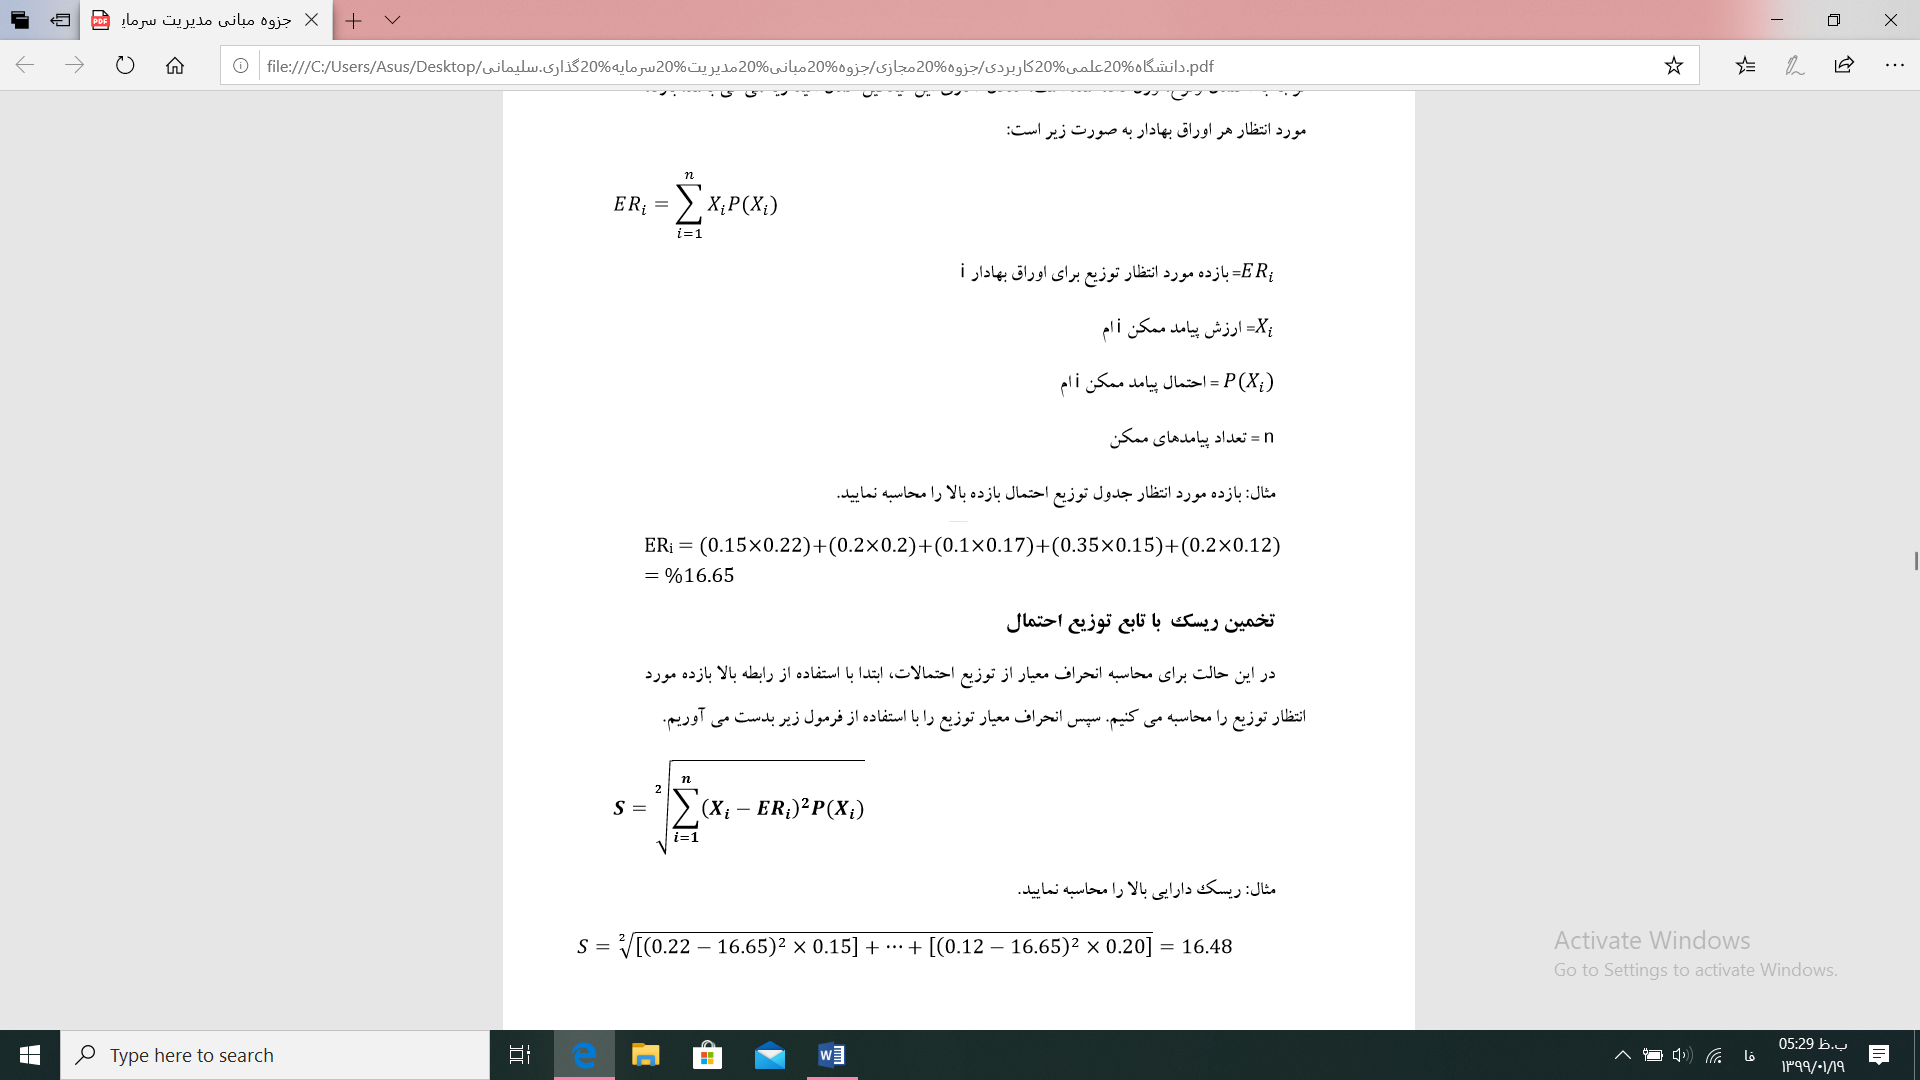 جزوه مبانی مدیریت سرمایـ
file:///C:/Users/Asus/Desktop/دانشگاه%20علمی%20کاربردی/جزوه%20مجازی/جزوه%20مبانی%20مدیریت%20سرمایه%20گذاری.سلیمانی.pdf
مورد انتظار هر اوراق بهادار به صورت زیر است:
ER_i = ∑_{i=1}^{n} X_i P(X_i)
ER_i= بازده مورد انتظار توزیع برای اوراق بهادار i
X_i= ارزش پیامد ممکن i ام
P(X_i) = احتمال پیامد ممکن i ام
n = تعداد پیامدهای ممکن
مثال: بازده مورد انتظار جدول توزیع احتمال بازده بالا را محاسبه نمایید.
ERi = (0.15×0.22)+(0.2×0.2)+(0.1×0.17)+(0.35×0.15)+(0.2×0.12)
= %16.65
تخمین ریسک با تابع توزیع احتمال
در این حالت برای محاسبه انحراف معیار از توزیع احتمالات، ابتدا با استفاده از رابطه بالا بازده مورد
انتظار توزیع را محاسبه می کنیم. سپس انحراف معیار توزیع را با استفاده از فرمول زیر بدست می آوریم.
S = ²√(∑_{i=1}^{n} (X_i − ER_i)² P(X_i))
مثال: ریسک دارایی بالا را محاسبه نمایید.
S = ²√([(0.22 − 16.65)² × 0.15] + ⋯ + [(0.12 − 16.65)² × 0.20]) = 16.48
Activate Windows
Go to Settings to activate Windows.
Type here to search
فا
05:29 ب.ظ
۱۳۹۹/۰۱/۱۹